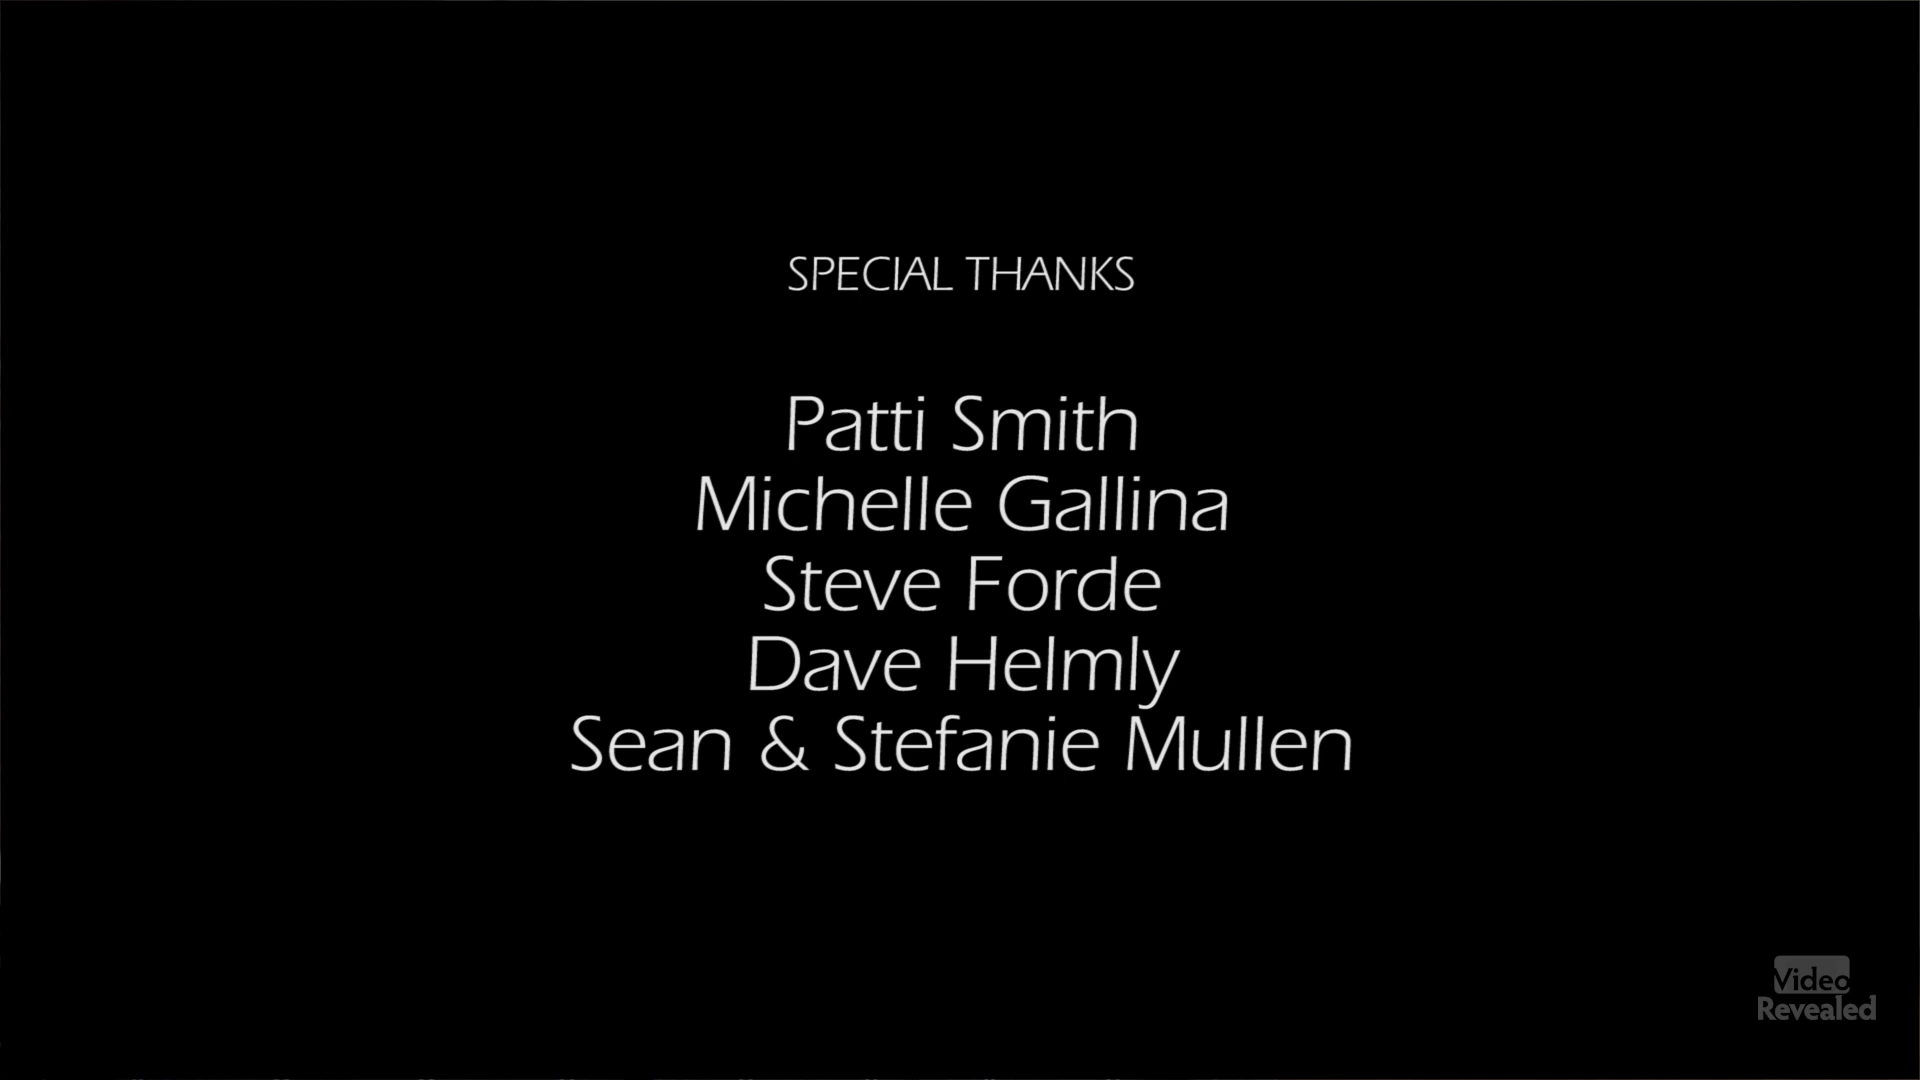 SPECIAL THANKS
Patti Smith
Michelle Gallina
Steve Forde
Dave Helmly
Sean & Stefanie Mullen
Video
Revealed